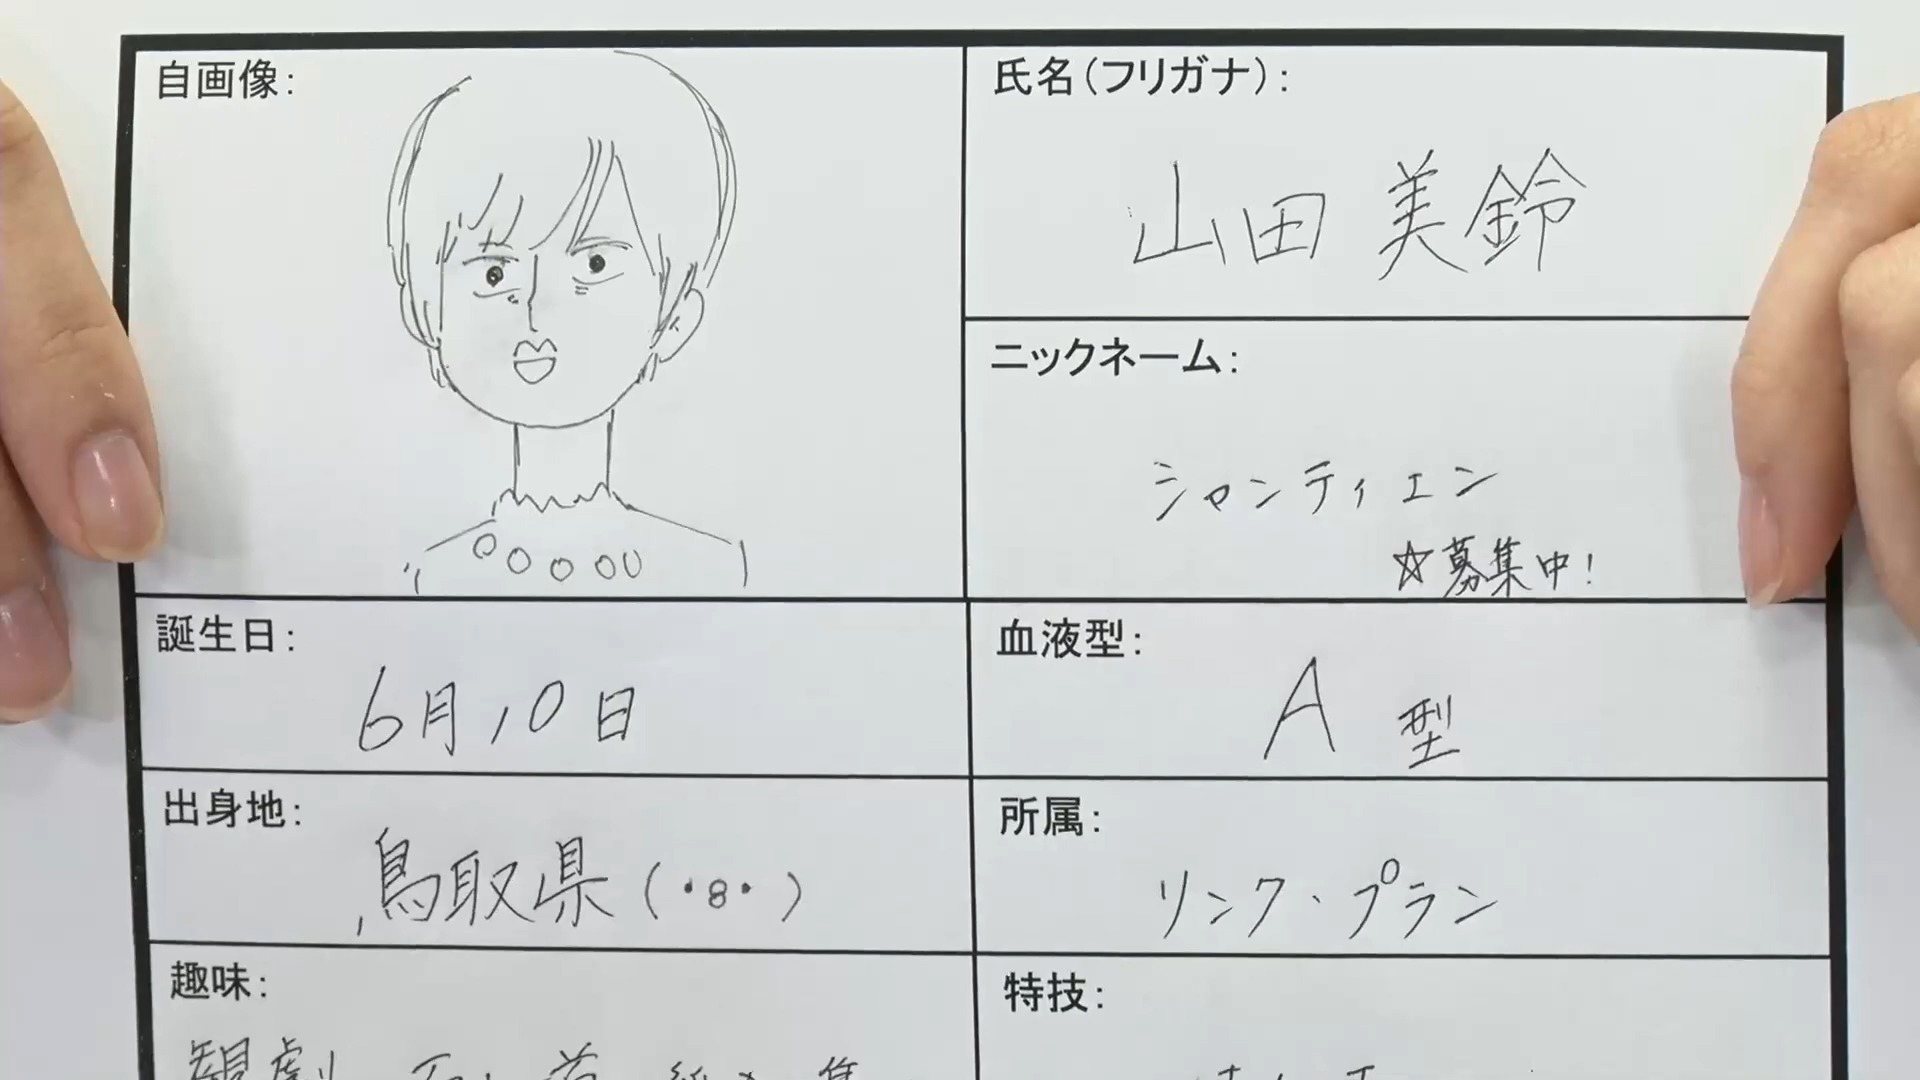 自画像：
氏名（フリガナ）：
山田 美鈴
ニックネーム：
シャンティエン
☆募集中！
誕生日：
6月10日
血液型：
A 型
出身地：
鳥取県（・8・）
所属：
リンク・プラン
趣味：
観劇
特技：